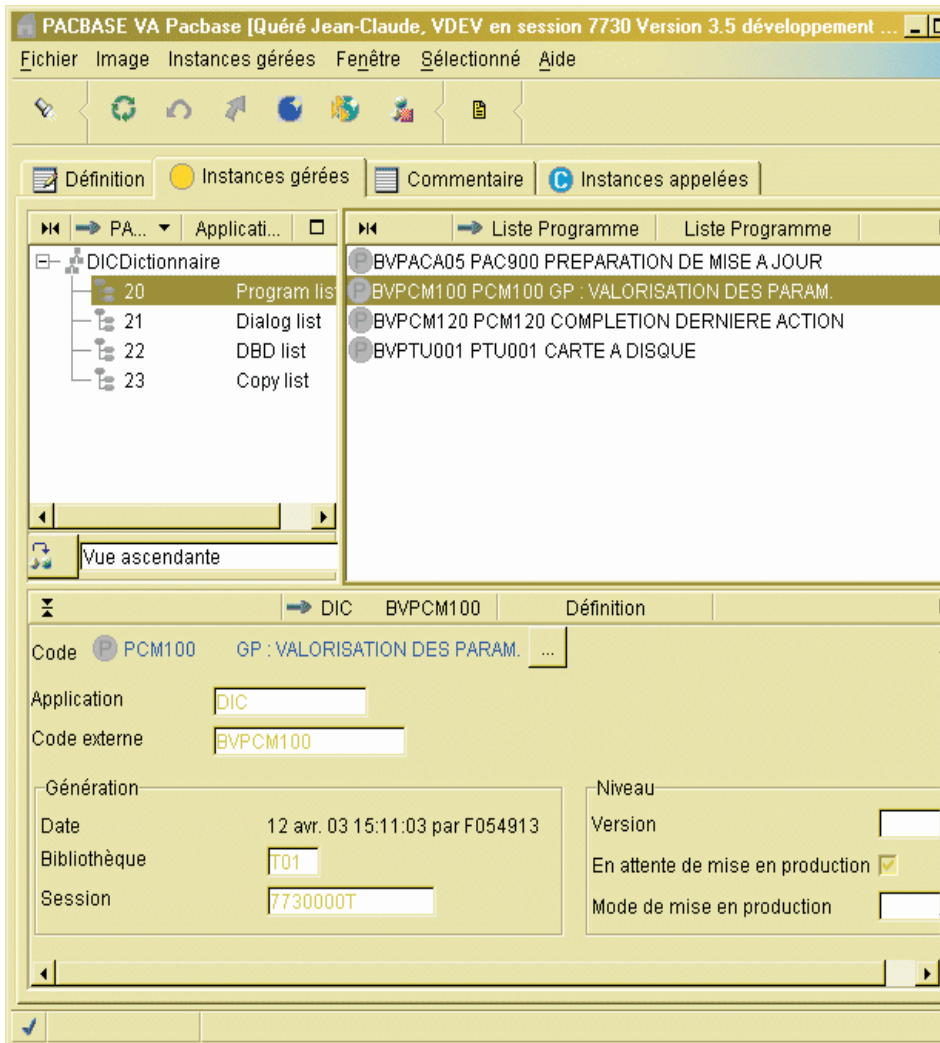 PACBASE VA Pacbase [Quéré Jean-Claude, VDEV en session 7730 Version 3.5 développement ...
Fichier Image Instances gérées Fenêtre Sélectionné Aide
Définition Instances gérées Commentaire Instances appelées
PA... Applicati... Liste Programme Liste Programme
DICDictionnaire
20 Program list
21 Dialog list
22 DBD list
23 Copy list
BVPACA05 PAC900 PREPARATION DE MISE A JOUR
BVPCM100 PCM100 GP : VALORISATION DES PARAM.
BVPCM120 PCM120 COMPLETION DERNIERE ACTION
BVPTU001 PTU001 CARTE A DISQUE
Vue ascendante
DIC BVPCM100 Définition
Code P PCM100 GP : VALORISATION DES PARAM. ...
Application DIC
Code externe BVPCM100
Génération
Date 12 avr. 03 15:11:03 par F054913
Bibliothèque T01
Session 7730000T
Niveau
Version
En attente de mise en production
Mode de mise en production